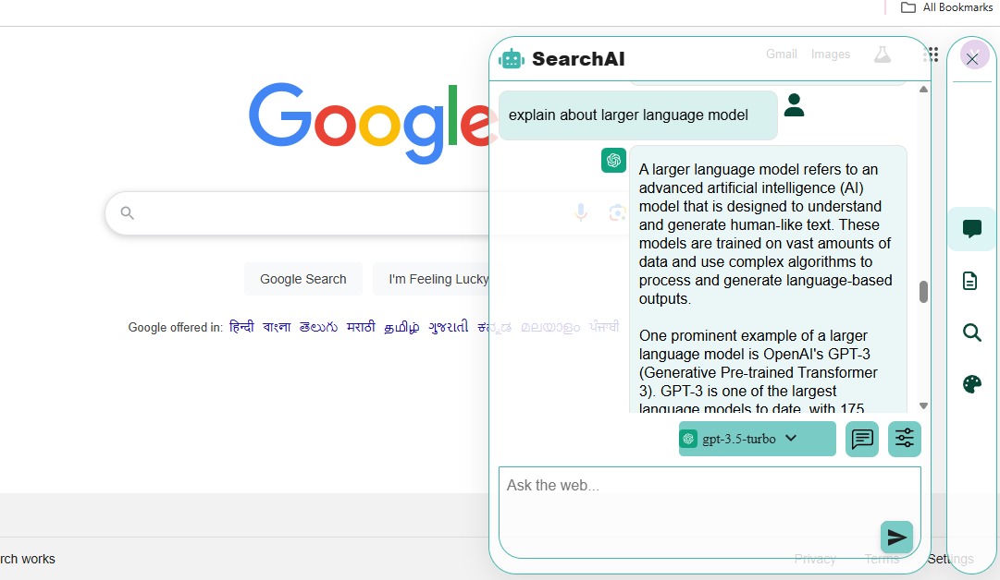 All Bookmarks
SearchAI
Gmail Images
Google
explain about larger language model
A larger language model refers to an
advanced artificial intelligence (AI)
model that is designed to understand
and generate human-like text. These
models are trained on vast amounts of
data and use complex algorithms to
process and generate language-based
outputs.
One prominent example of a larger
language model is OpenAI's GPT-3
(Generative Pre-trained Transformer
3). GPT-3 is one of the largest
language models to date, with 175
Google Search
I'm Feeling Lucky
Google offered in: हिन्दी বাংলা తెలుగు मराठी தமிழ் ગુજરાતી ಕನ್ನಡ മലയാളം ਪੰਜਾਬੀ
gpt-3.5-turbo
Ask the web...
rch works
Privacy Terms Settings